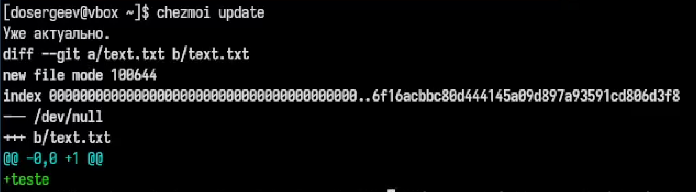 [dosergeev@vbox ~]$ chezmoi update
Уже актуально.
diff --git a/text.txt b/text.txt
new file mode 100644
index 0000000000000000000000000000000000000000..6f16acbbc80d444145a09d897a93591cd806d3f8
--- /dev/null
+++ b/text.txt
@@ -0,0 +1 @@
+teste